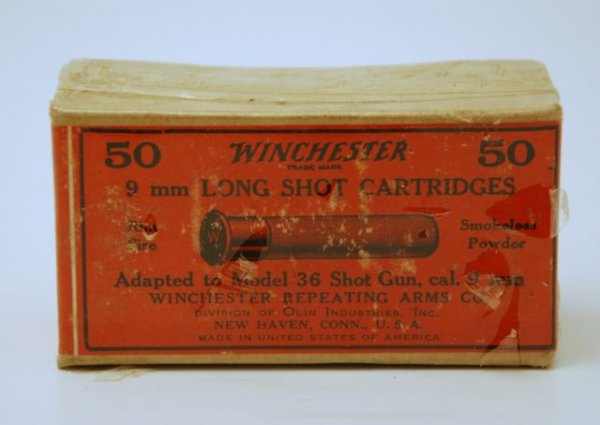 50 WINCHESTER 50
TRADE MARK
9 mm LONG SHOT CARTRIDGES
Rim Fire
W
Smokeless Powder
Adapted to Model 36 Shot Gun, cal. 9 mm
WINCHESTER REPEATING ARMS CO.
DIVISION OF OLIN INDUSTRIES, INC.
NEW HAVEN, CONN., U.S.A.
MADE IN UNITED STATES OF AMERICA